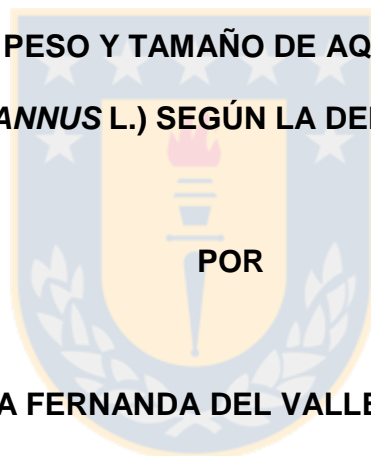 PESO Y TAMAÑO DE AQ
ANNUS L.) SEGÚN LA DE
POR
A FERNANDA DEL VALLE